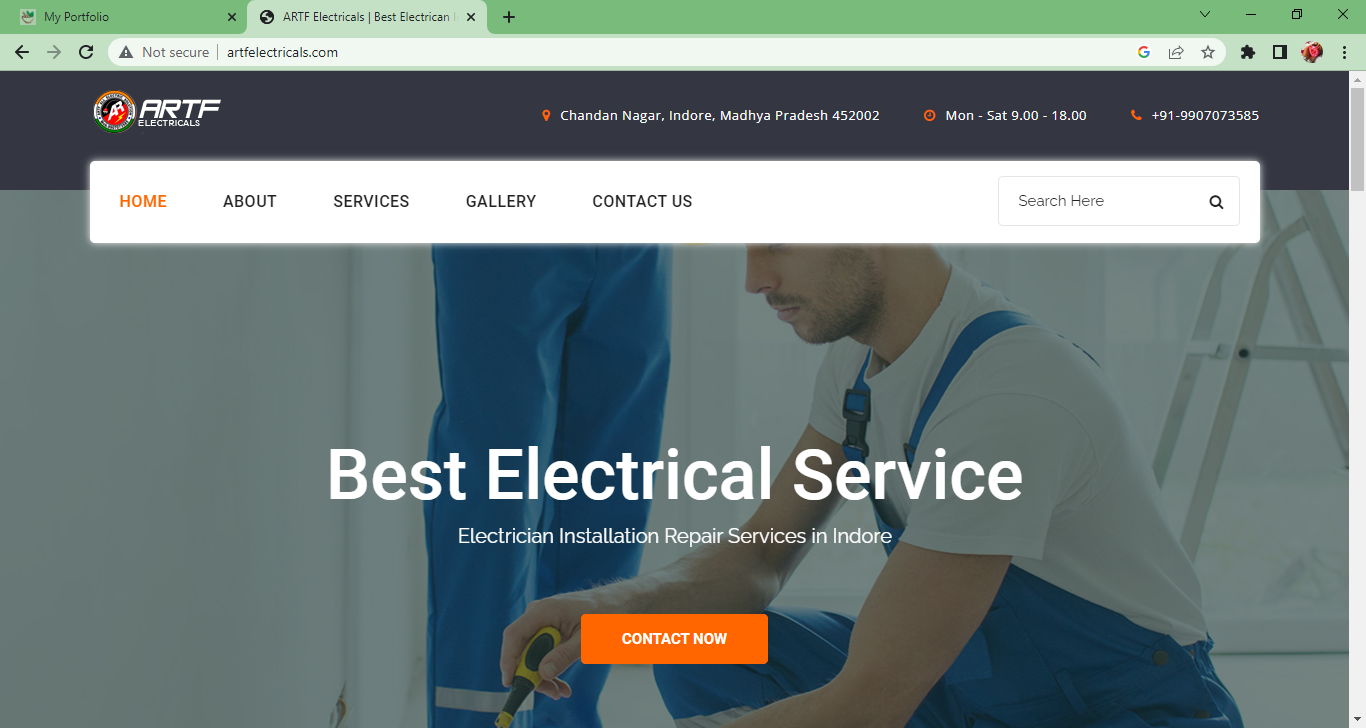 My Portfolio
ARTF Electricals | Best Electrican
Not secure
artfelectricals.com
ARTF
ELECTRICALS
Chandan Nagar, Indore, Madhya Pradesh 452002
Mon - Sat 9.00 - 18.00
+91-9907073585
HOME ABOUT SERVICES GALLERY CONTACT US
Search Here
Best Electrical Service
Electrician Installation Repair Services in Indore
CONTACT NOW